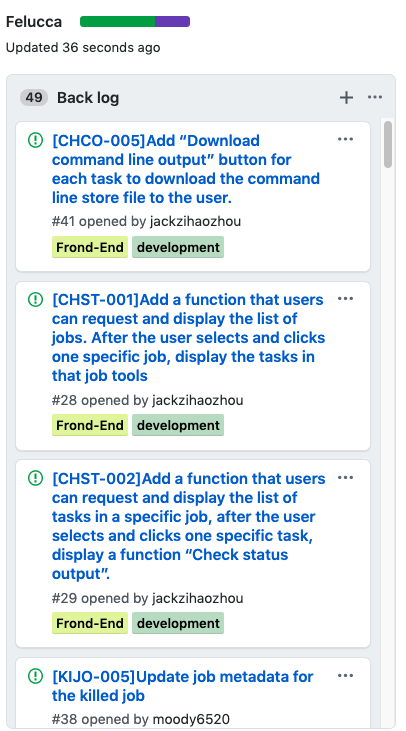 Felucca
Updated 36 seconds ago
49 Back log
[CHCO-005]Add “Download
command line output” button for
each task to download the command
line store file to the user.
#41 opened by jackzihaozhou
Frond-End development
[CHST-001]Add a function that users
can request and display the list of
jobs. After the user selects and clicks
one specific job, display the tasks in
that job tools
#28 opened by jackzihaozhou
Frond-End development
[CHST-002]Add a function that users
can request and display the list of
tasks in a specific job, after the user
selects and clicks one specific task,
display a function “Check status
output”.
#29 opened by jackzihaozhou
Frond-End development
[KIJO-005]Update job metadata for
the killed job
#38 opened by moody6520